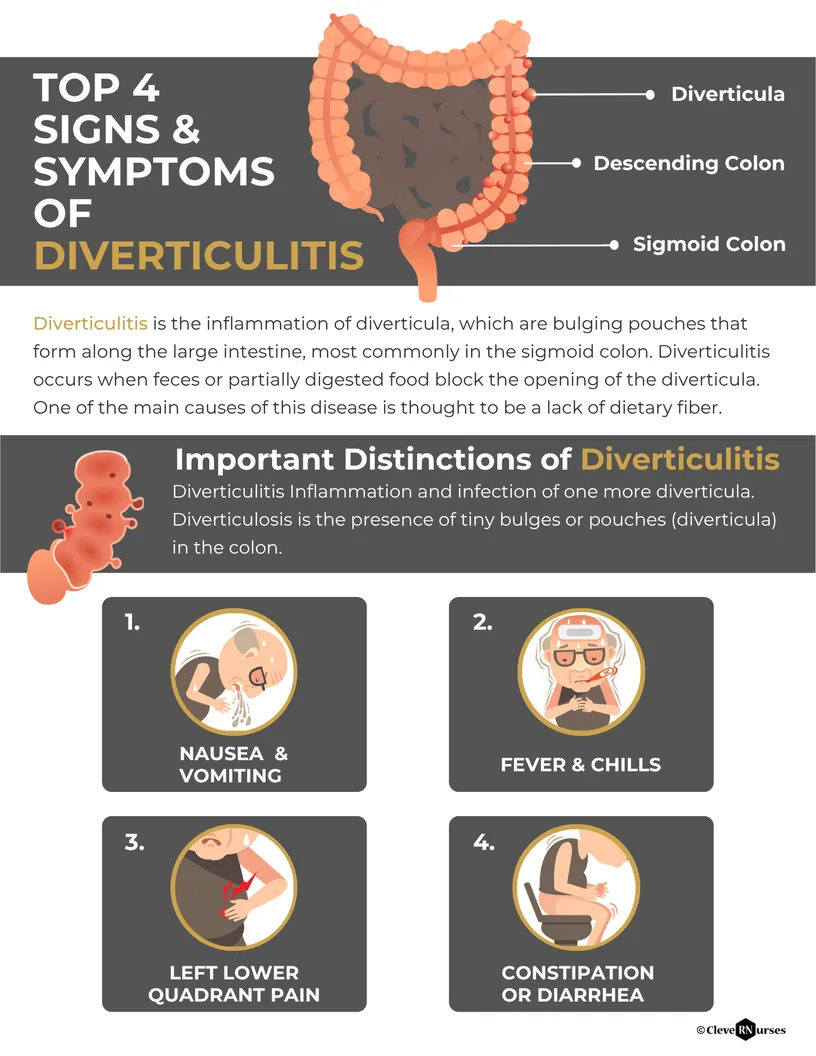 TOP 4
SIGNS &
SYMPTOMS
OF
DIVERTICULITIS
Diverticula
Descending Colon
Sigmoid Colon
Diverticulitis is the inflammation of diverticula, which are bulging pouches that
form along the large intestine, most commonly in the sigmoid colon. Diverticulitis
occurs when feces or partially digested food block the opening of the diverticula.
One of the main causes of this disease is thought to be a lack of dietary fiber.
Important Distinctions of Diverticulitis
Diverticulitis Inflammation and infection of one more diverticula.
Diverticulosis is the presence of tiny bulges or pouches (diverticula)
in the colon.
1.
NAUSEA &
VOMITING
2.
FEVER & CHILLS
3.
LEFT LOWER
QUADRANT PAIN
4.
CONSTIPATION
OR DIARRHEA
©CleveRNurses